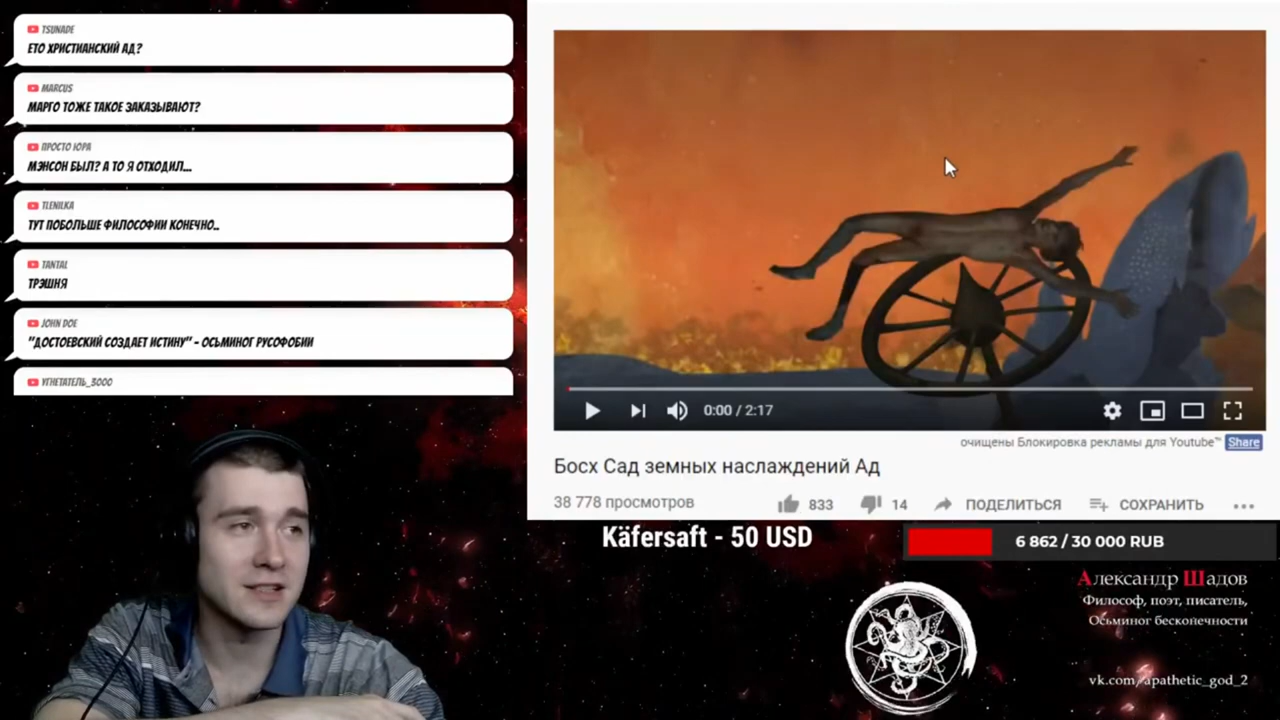 TSUNADE
ЕТО ХРИСТИАНСКИЙ АД?
MARCUS
МАРГО ТОЖЕ ТАКОЕ ЗАКАЗЫВАЮТ?
ПРОСТО ЮРА
МЭНСОН БЫЛ? А ТО Я ОТХОДИЛ...
TLENILKA
ТУТ ПОБОЛЬШЕ ФИЛОСОФИИ КОНЕЧНО..
TANTAL
ТРЭШНЯ
JOHN DOE
"ДОСТОЕВСКИЙ СОЗДАЕТ ИСТИНУ" - ОСЬМИНОГ РУСОФОБИИ
УГНЕТАТЕЛЬ_3000
0:00 / 2:17
очищены Блокировка рекламы для Youtube™ Share
Босх Сад земных наслаждений Ад
38 778 просмотров 833 14 ПОДЕЛИТЬСЯ СОХРАНИТЬ
Käfersaft - 50 USD
6 862 / 30 000 RUB
Александр Шадов
Философ, поэт, писатель,
Осьминог бесконечности
vk.com/apathetic_god_2